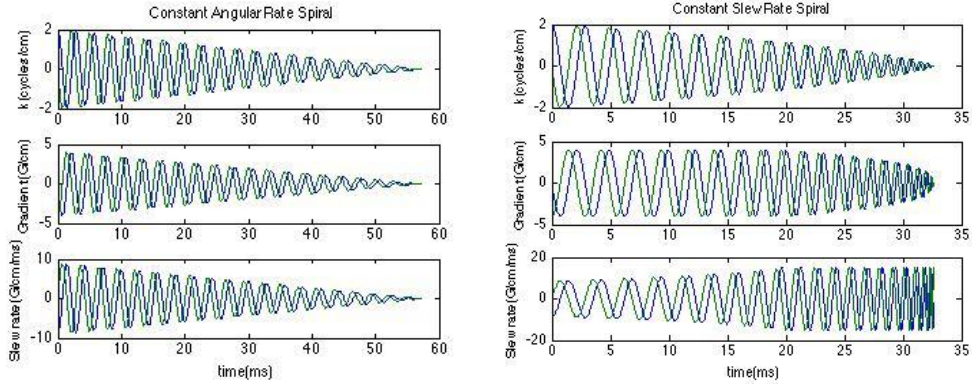 Constant Angular Rate Spiral
k (cycles/cm)
2
0
-2
0 10 20 30 40 50 60
Gradient(G/cm)
5
0
-5
0 10 20 30 40 50 60
Slew rate(G/cm/ms)
10
0
-10
0 10 20 30 40 50 60
time(ms)
Constant Slew Rate Spiral
k (cycles/cm)
2
0
-2
0 5 10 15 20 25 30 35
Gradient(G/cm)
5
0
-5
0 5 10 15 20 25 30 35
Slew rate(G/cm/ms)
20
0
-20
0 5 10 15 20 25 30 35
time(ms)